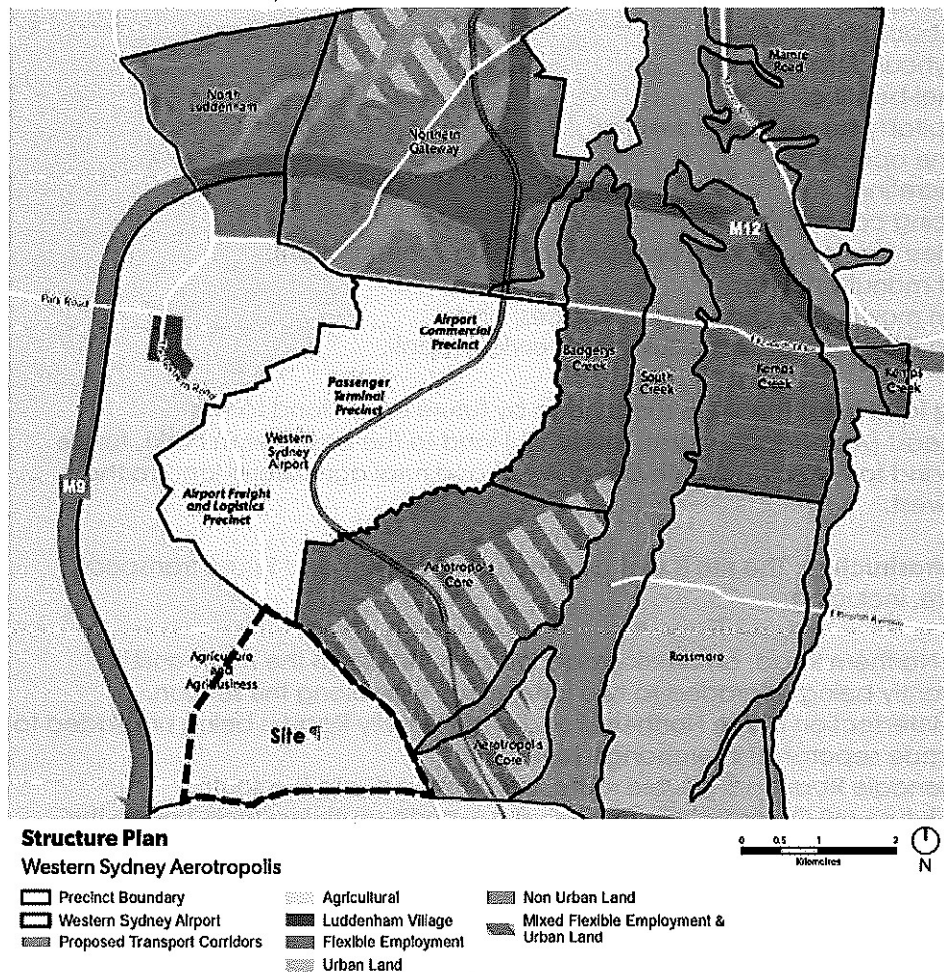 North
Luddenham
Northern
Gateway
Mamre
Road
M12
Park Road
Airport
Commercial
Precinct
Badgerys
Creek
South
Creek
Kemps
Creek
Kemps
Creek
Passenger
Terminal
Precinct
Western
Sydney
Airport
M9
Airport Freight
and Logistics
Precinct
Aerotropolis
Core
Agriculture
and
Agribusiness
Rossmore
Site ¶
Aerotropolis
Core
Structure Plan
Western Sydney Aerotropolis
0 0.5 1 2
Kilometres
N
Precinct Boundary
Western Sydney Airport
Proposed Transport Corridors
Agricultural
Luddenham Village
Flexible Employment
Urban Land
Non Urban Land
Mixed Flexible Employment &
Urban Land